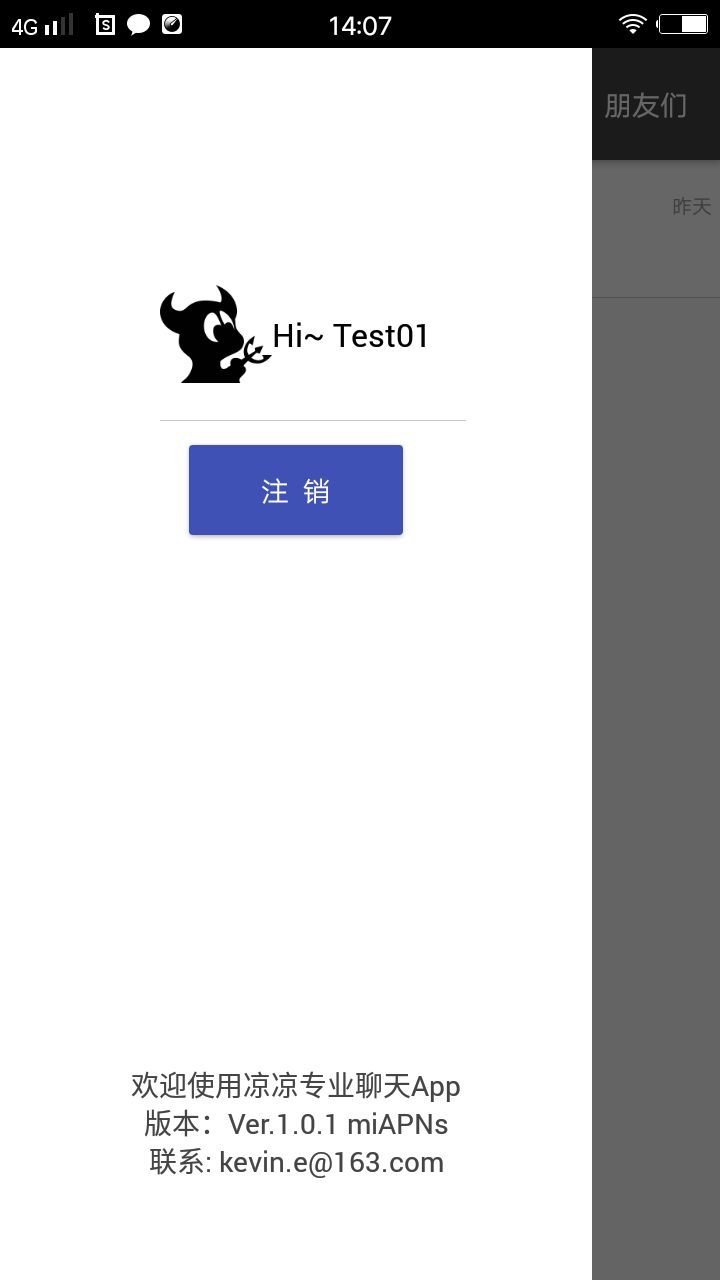 4G 14:07
朋友们
昨天
Hi~ Test01
注 销
欢迎使用凉凉专业聊天App
版本：Ver.1.0.1 miAPNs
联系: kevin.e@163.com